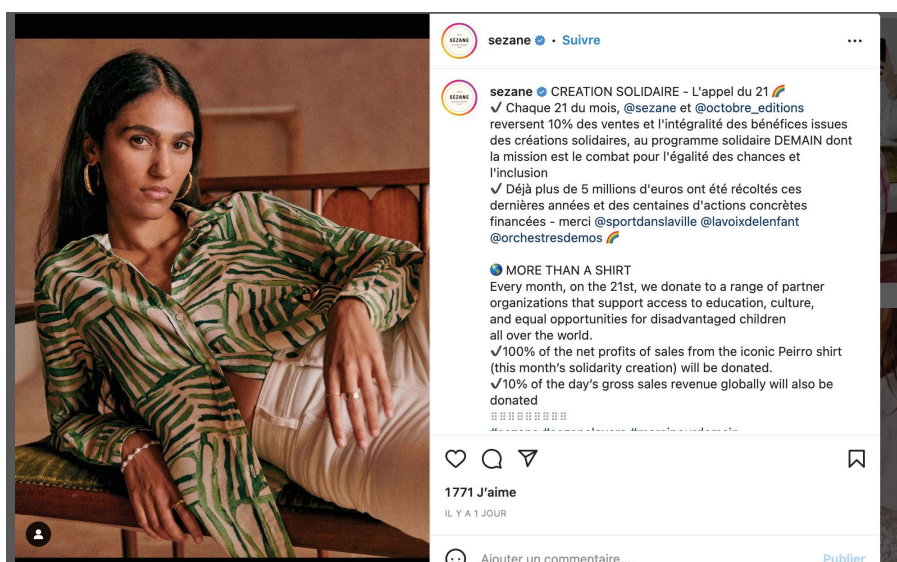 sezane • Suivre
SÉZANE
sezane CREATION SOLIDAIRE - L'appel du 21 🌈
SÉZANE
✓ Chaque 21 du mois, @sezane et @octobre_editions
reversent 10% des ventes et l'intégralité des bénéfices issues
des créations solidaires, au programme solidaire DEMAIN dont
la mission est le combat pour l'égalité des chances et
l'inclusion
✓ Déjà plus de 5 millions d'euros ont été récoltés ces
dernières années et des centaines d'actions concrètes
financées - merci @sportdanslaville @lavoixdelenfant
@orchestresdemos 🌈
🌎 MORE THAN A SHIRT
Every month, on the 21st, we donate to a range of partner
organizations that support access to education, culture,
and equal opportunities for disadvantaged children
all over the world.
✓100% of the net profits of sales from the iconic Peirro shirt
(this month's solidarity creation) will be donated.
✓10% of the day's gross sales revenue globally will also be
donated
⠿⠿⠿⠿⠿⠿⠿⠿⠿
1771 J'aime
IL Y A 1 JOUR
Ajouter un commentaire...
Publier